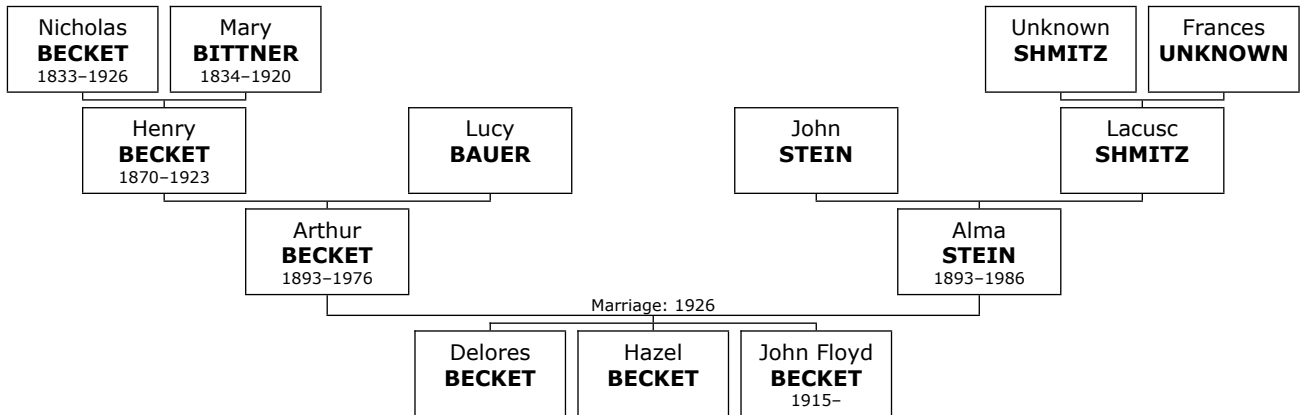 Nicholas
BECKET
1833–1926
Mary
BITTNER
1834–1920
Unknown
SHMITZ
Frances
UNKNOWN
Henry
BECKET
1870–1923
Lucy
BAUER
John
STEIN
Lacusc
SHMITZ
Arthur
BECKET
1893–1976
Alma
STEIN
1893–1986
Marriage: 1926
Delores
BECKET
Hazel
BECKET
John Floyd
BECKET
1915–